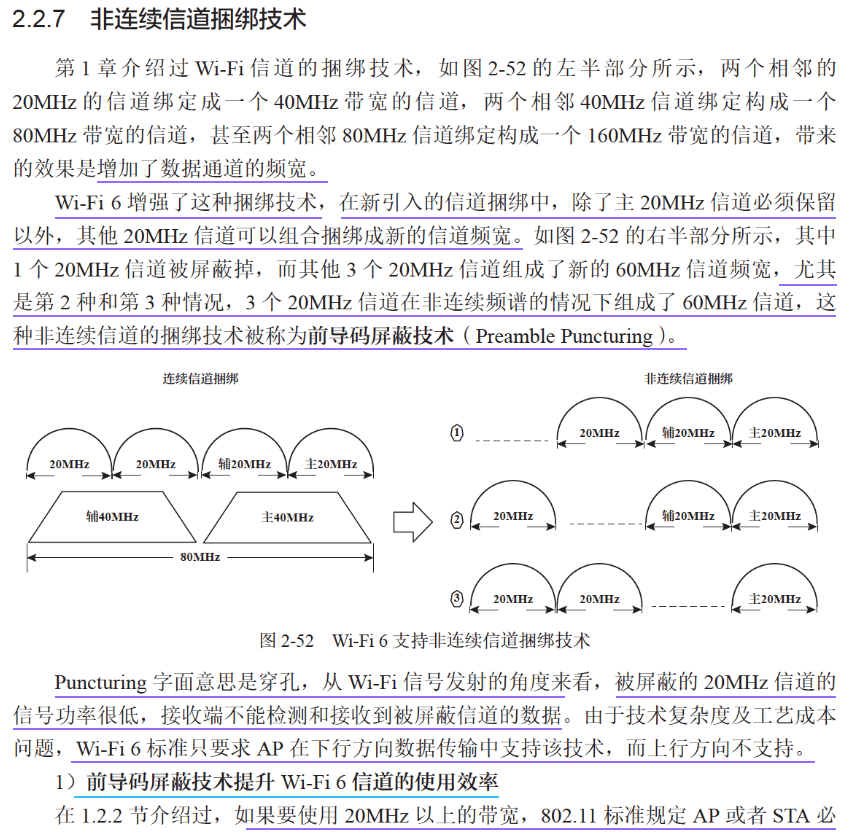 2.2.7 非连续信道捆绑技术
第 1 章介绍过 Wi-Fi 信道的捆绑技术，如图 2-52 的左半部分所示，两个相邻的
20MHz 的信道绑定成一个 40MHz 带宽的信道，两个相邻 40MHz 信道绑定构成一个
80MHz 带宽的信道，甚至两个相邻 80MHz 信道绑定构成一个 160MHz 带宽的信道，带来
的效果是增加了数据通道的频宽。
Wi-Fi 6 增强了这种捆绑技术，在新引入的信道捆绑中，除了主 20MHz 信道必须保留
以外，其他 20MHz 信道可以组合捆绑成新的信道频宽。如图 2-52 的右半部分所示，其中
1 个 20MHz 信道被屏蔽掉，而其他 3 个 20MHz 信道组成了新的 60MHz 信道频宽，尤其
是第 2 种和第 3 种情况，3 个 20MHz 信道在非连续频谱的情况下组成了 60MHz 信道，这
种非连续信道的捆绑技术被称为前导码屏蔽技术（Preamble Puncturing）。
连续信道捆绑
20MHz 20MHz 辅20MHz 主20MHz
辅40MHz 主40MHz
80MHz
非连续信道捆绑
① 20MHz 辅20MHz 主20MHz
② 20MHz 辅20MHz 主20MHz
③ 20MHz 20MHz 主20MHz
图 2-52 Wi-Fi 6 支持非连续信道捆绑技术
Puncturing 字面意思是穿孔，从 Wi-Fi 信号发射的角度来看，被屏蔽的 20MHz 信道的
信号功率很低，接收端不能检测和接收到被屏蔽信道的数据。由于技术复杂度及工艺成本
问题，Wi-Fi 6 标准只要求 AP 在下行方向数据传输中支持该技术，而上行方向不支持。
1）前导码屏蔽技术提升 Wi-Fi 6 信道的使用效率
在 1.2.2 节介绍过，如果要使用 20MHz 以上的带宽，802.11 标准规定 AP 或者 STA 必